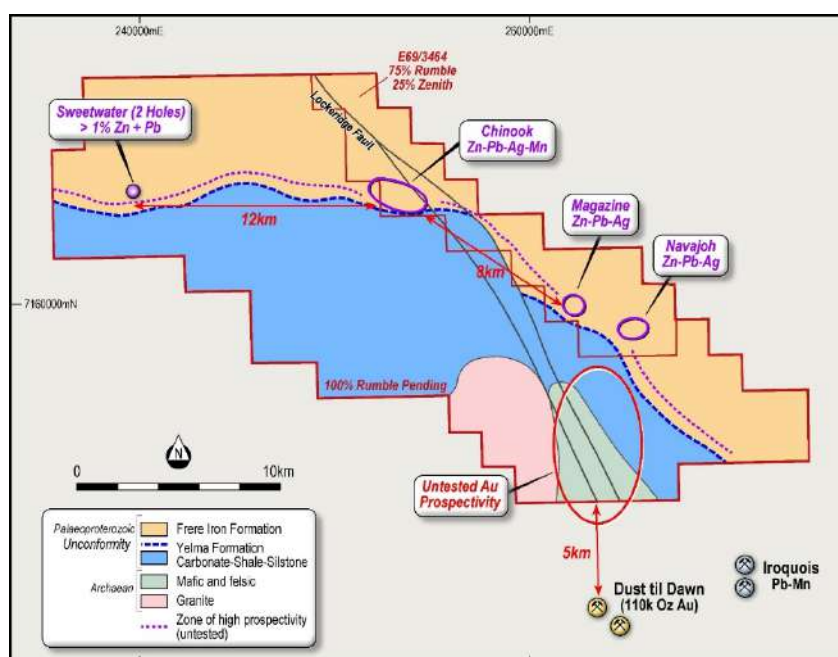 240000mE
260000mE
E69/3464
75% Rumble
25% Zenith
Sweetwater (2 Holes)
> 1% Zn + Pb
Lockeridge Fault
Chinook
Zn-Pb-Ag-Mn
Magazine
Zn-Pb-Ag
Navajoh
Zn-Pb-Ag
12km
8km
7160000mN
100% Rumble Pending
N
0
10km
Untested Au
Prospectivity
5km
Dust til Dawn
(110k Oz Au)
Iroquois
Pb-Mn
Palaeoproterozoic
Frere Iron Formation
Unconformity
Yelma Formation
Carbonate-Shale-Silstone
Archaean
Mafic and felsic
Granite
Zone of high prospectivity
(untested)